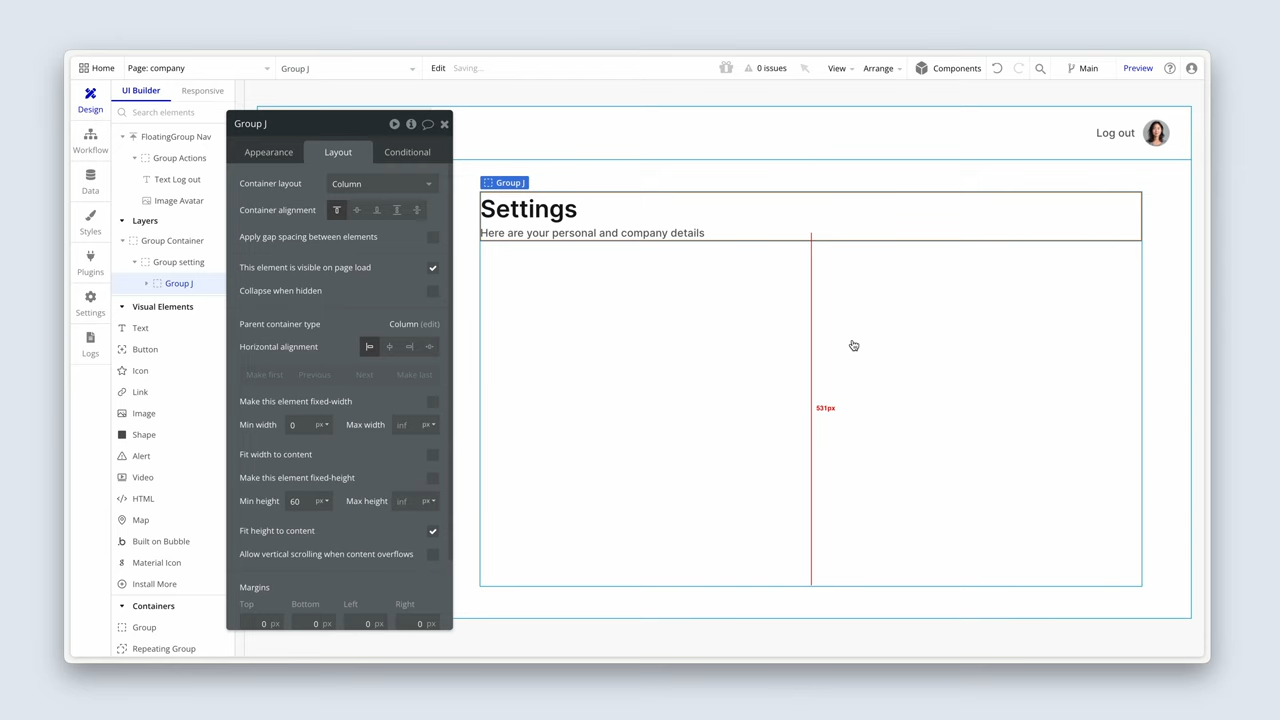 Home
Page: company
Group J
Edit
Saving...
0 issues
View
Arrange
Components
Main
Preview
Design
Workflow
Data
Styles
Plugins
Settings
Logs
UI Builder
Responsive
Search elements
FloatingGroup Nav
Group Actions
Text Log out
Image Avatar
Layers
Group Container
Group setting
Group J
Visual Elements
Text
Button
Icon
Link
Image
Shape
Alert
Video
HTML
Map
Built on Bubble
Material Icon
Install More
Containers
Group
Repeating Group
Group J
Appearance
Layout
Conditional
Container layout
Column
Container alignment
Apply gap spacing between elements
This element is visible on page load
Collapse when hidden
Parent container type
Column (edit)
Horizontal alignment
Make first
Previous
Next
Make last
Make this element fixed-width
Min width
0
px
Max width
inf
px
Fit width to content
Make this element fixed-height
Min height
60
px
Max height
inf
px
Fit height to content
Allow vertical scrolling when content overflows
Margins
Top
Bottom
Left
Right
0 px
0 px
0 px
0 px
Log out
Group J
Settings
Here are your personal and company details
531px